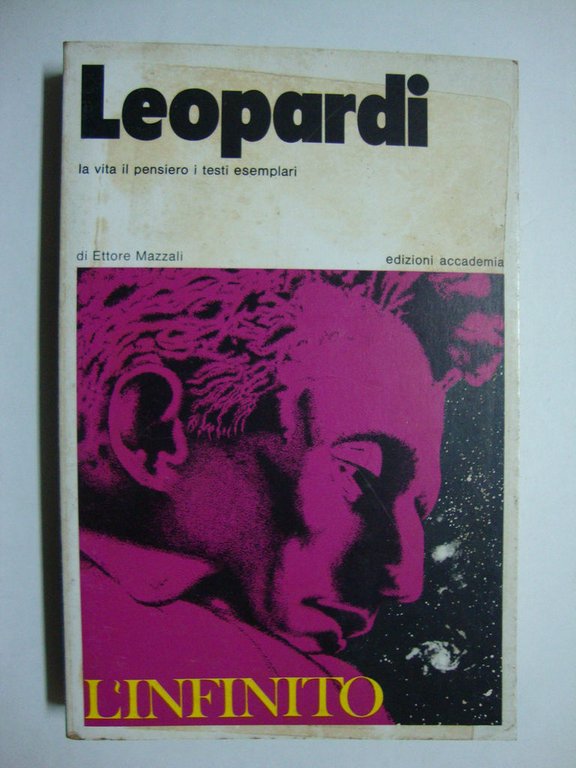 Leopardi
la vita il pensiero i testi esemplari
di Ettore Mazzali edizioni accademia
L'INFINITO